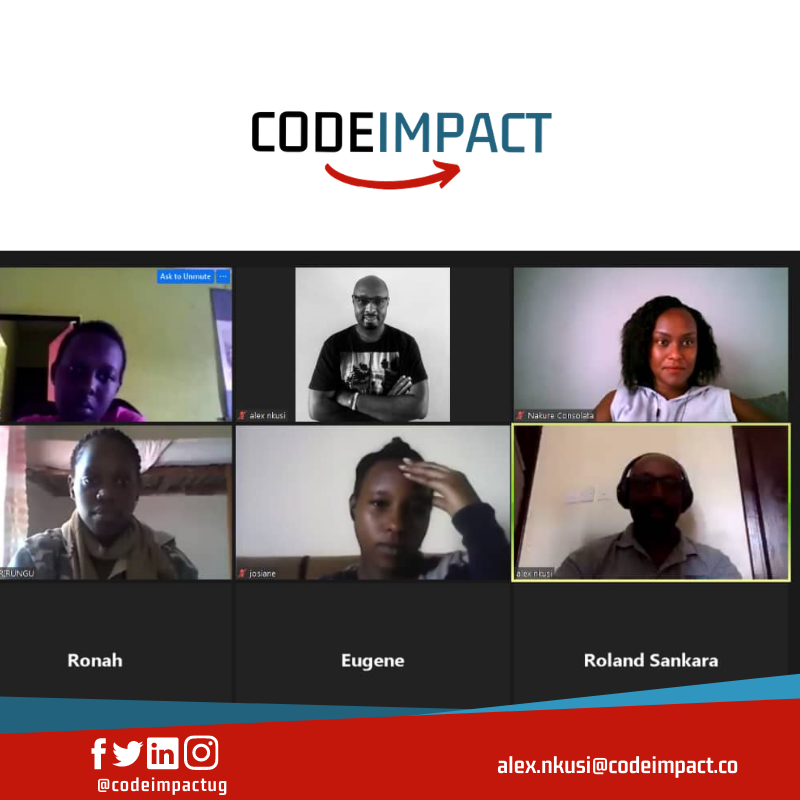 CODEIMPACT
Ask to Unmute ...
alex nkusi
Nakure Consolata
josiane
alex nkusi
Ronah
Eugene
Roland Sankara
@codeimpactug
alex.nkusi@codeimpact.co